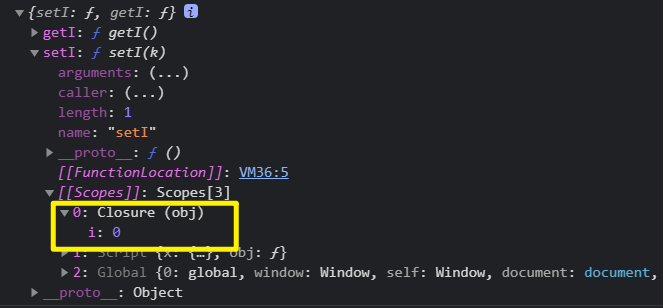 ▼{setI: ƒ, getI: ƒ} i
▶getI: ƒ getI()
▼setI: ƒ setI(k)
arguments: (...)
caller: (...)
length: 1
name: "setI"
▶__proto__: ƒ ()
[[FunctionLocation]]: VM36:5
▼[[Scopes]]: Scopes[3]
▼0: Closure (obj)
i: 0
▶1: Script {x: {…}, obj: ƒ}
▶2: Global {0: global, window: Window, self: Window, document: document,
▶__proto__: Object